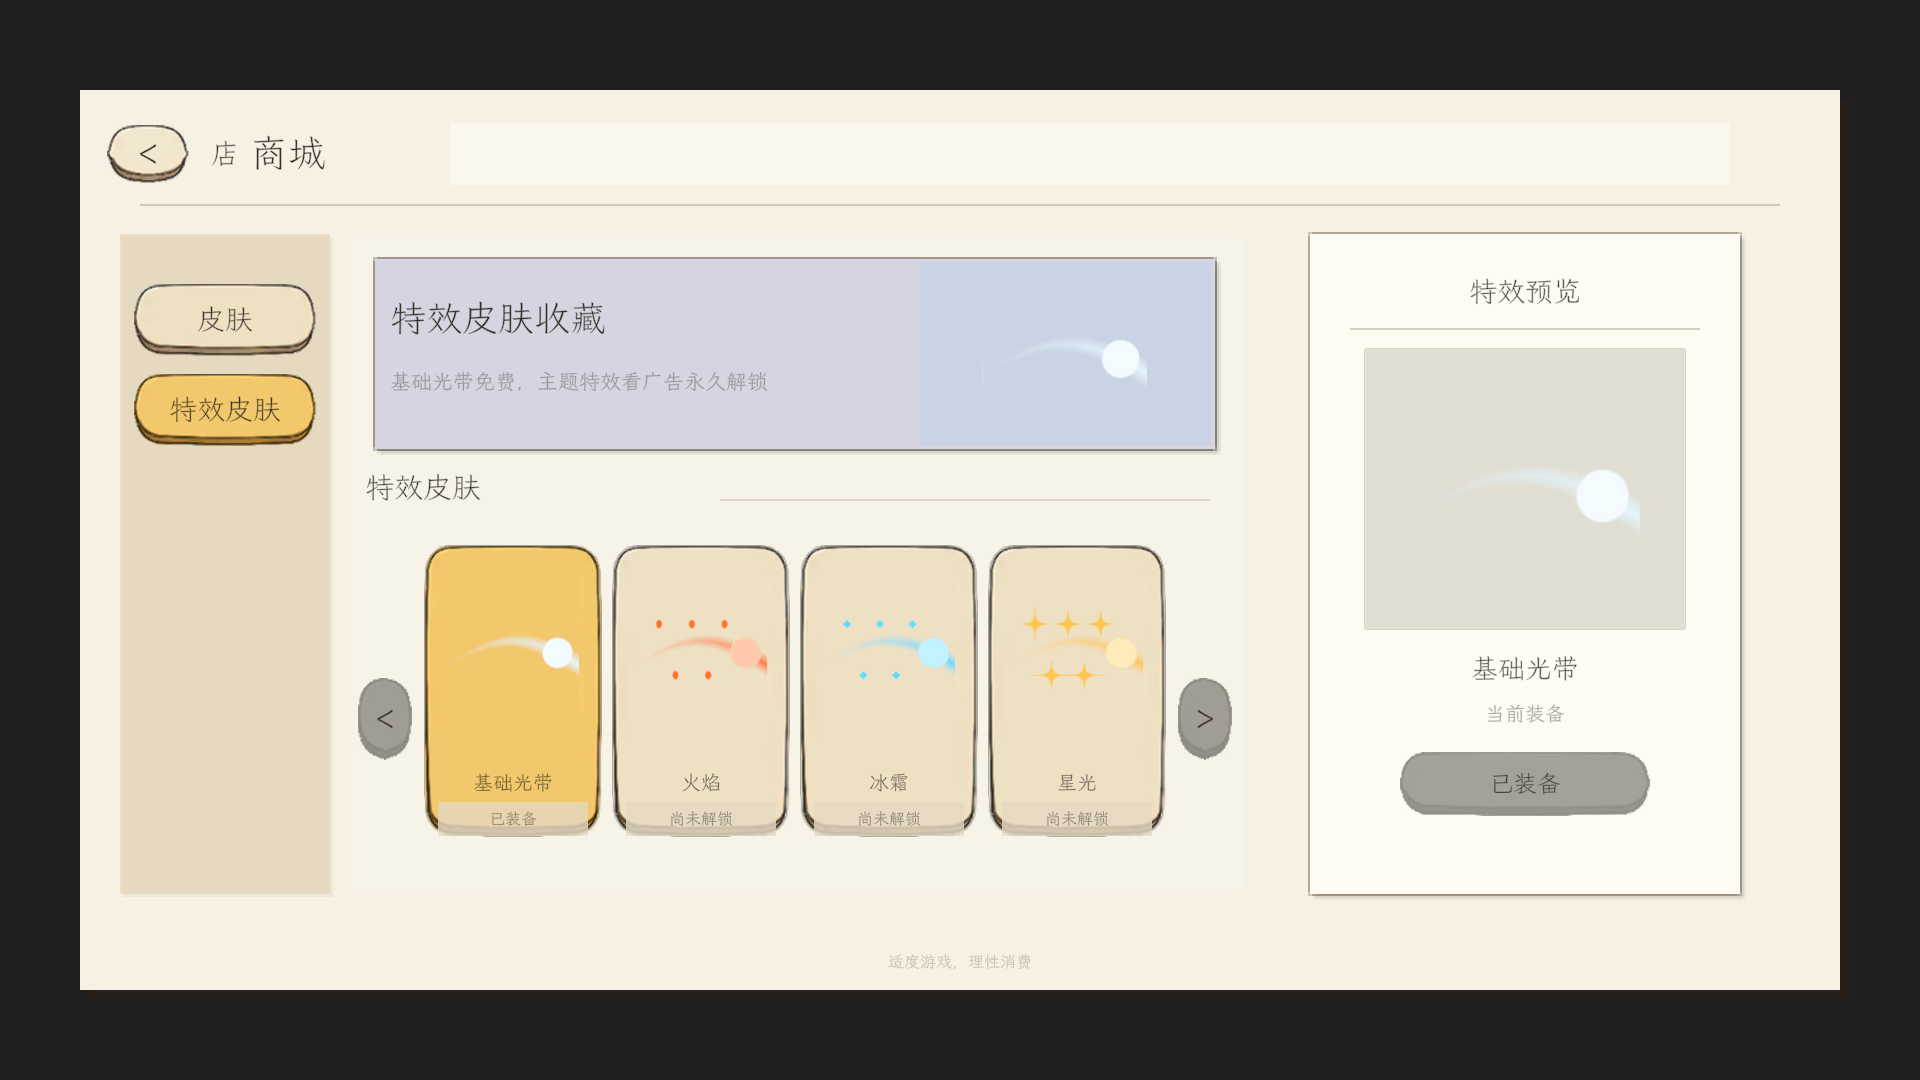 < 店 商城
皮肤
特效皮肤
特效皮肤收藏
基础光带免费，主题特效看广告永久解锁
特效皮肤
<
基础光带
已装备
火焰
尚未解锁
冰霜
尚未解锁
星光
尚未解锁
>
特效预览
基础光带
当前装备
已装备
适度游戏，理性消费